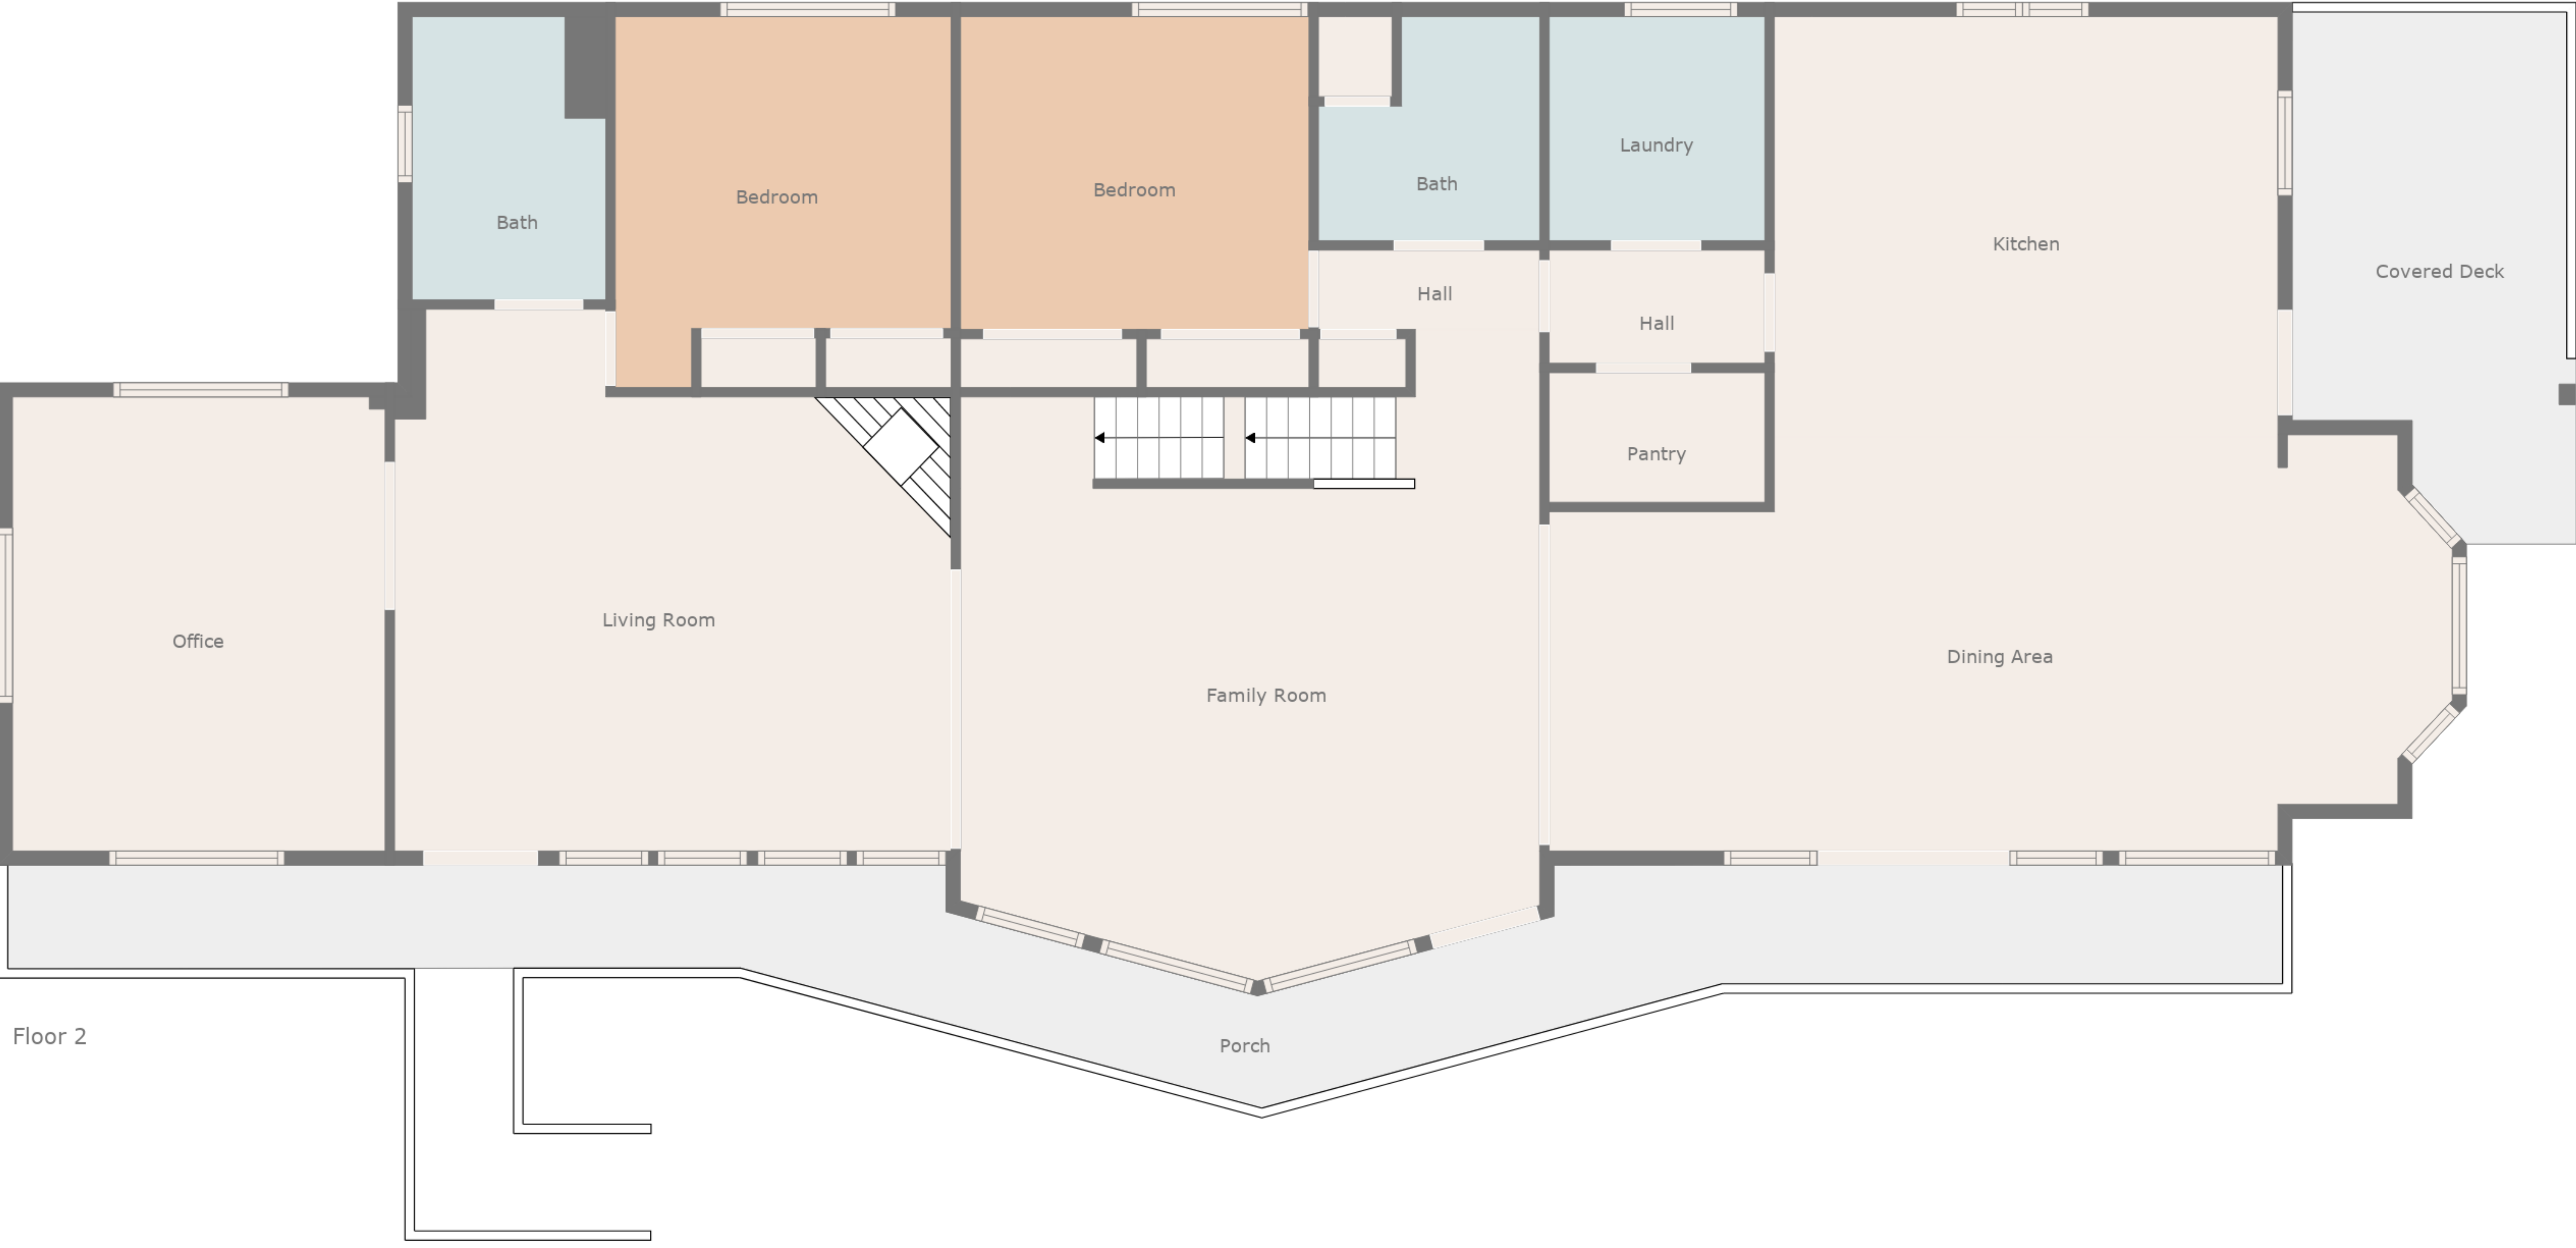 Laundry
Bath
Bedroom
Bedroom
Bath
Kitchen
Covered Deck
Hall
Hall
Pantry
Living Room
Office
Dining Area
Family Room
Floor 2
Porch